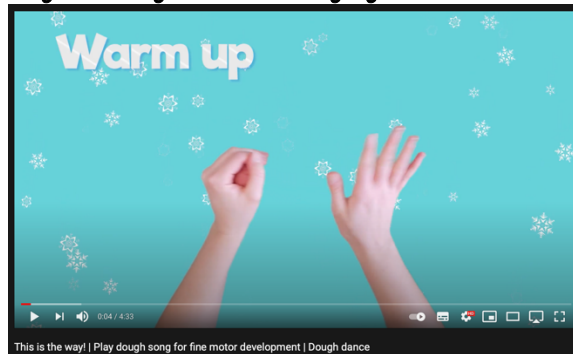 Warm up
0:04 / 4:33
This is the way! | Play dough song for fine motor development | Dough dance